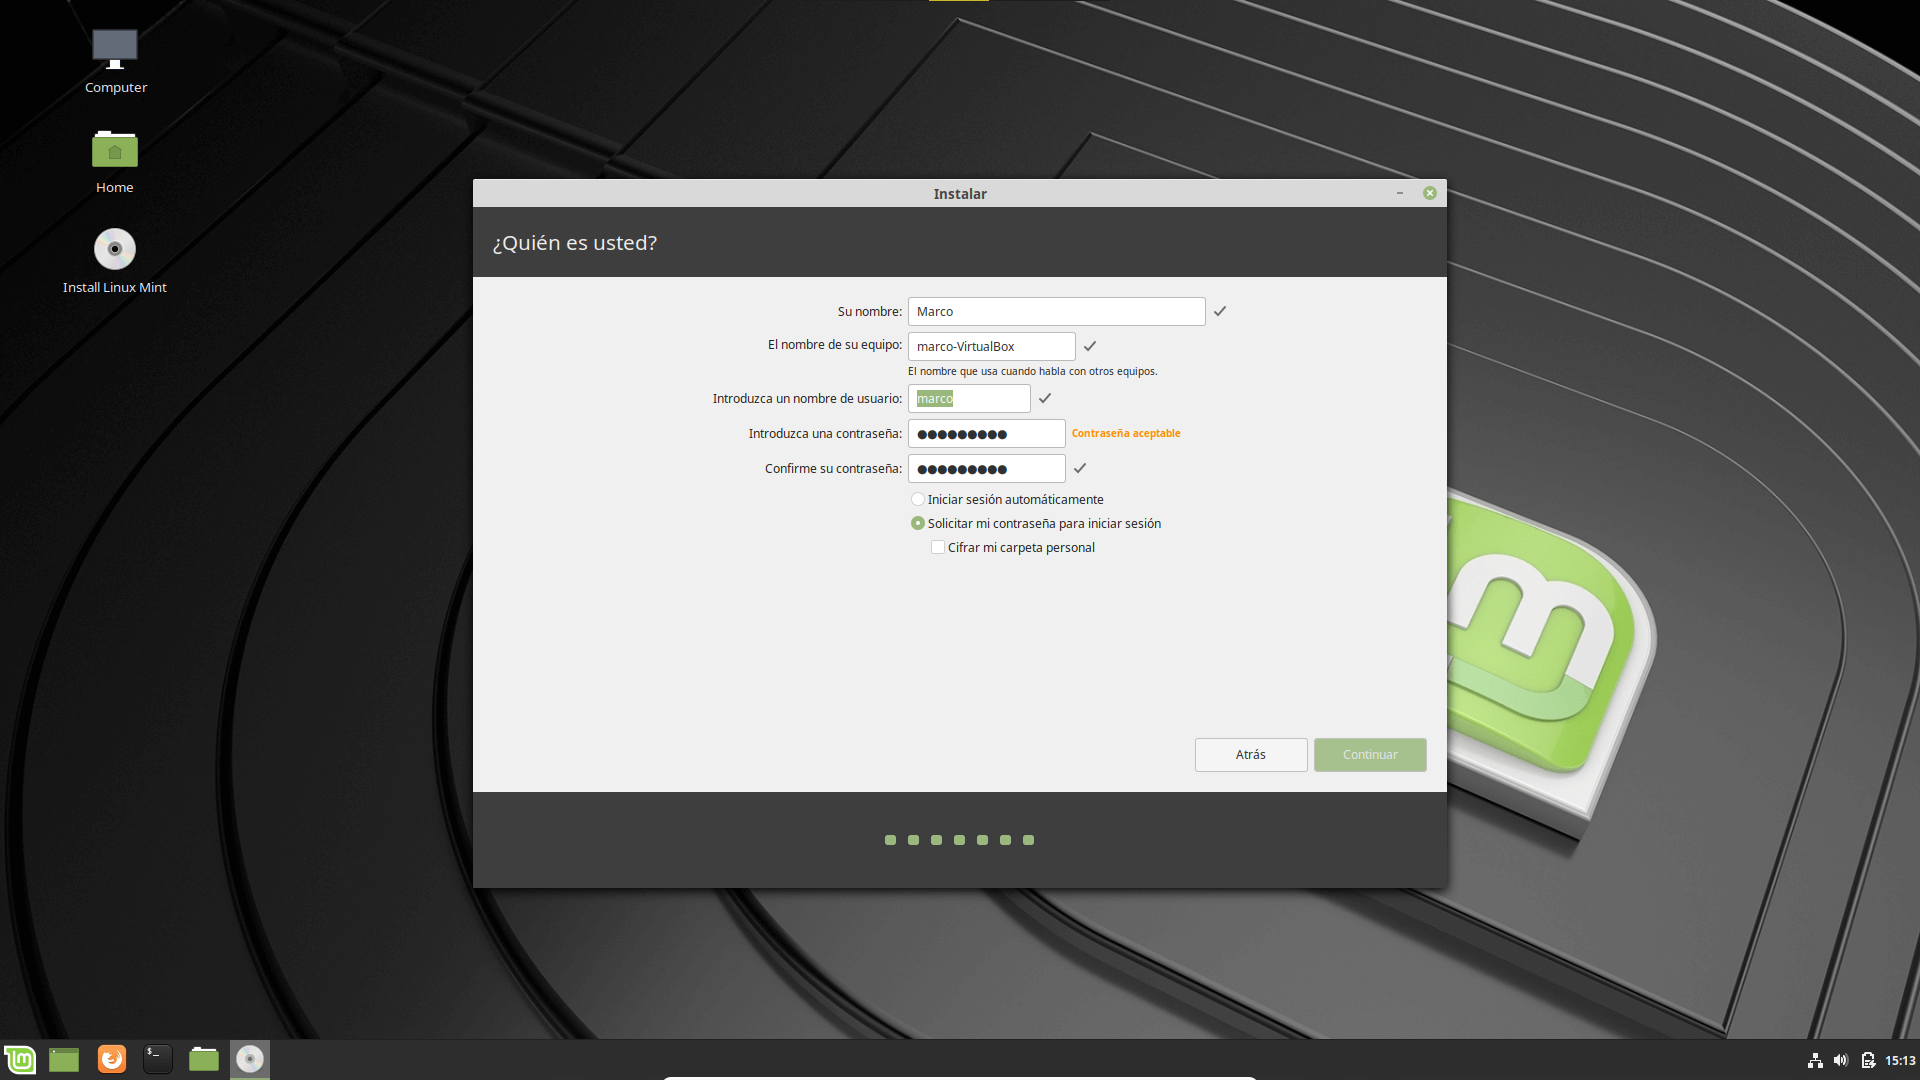 Computer
Home
Install Linux Mint
Instalar
¿Quién es usted?
Su nombre: Marco
El nombre de su equipo: marco-VirtualBox
El nombre que usa cuando habla con otros equipos.
Introduzca un nombre de usuario: marco
Introduzca una contraseña: ●●●●●●●●● Contraseña aceptable
Confirme su contraseña: ●●●●●●●●●
Iniciar sesión automáticamente
Solicitar mi contraseña para iniciar sesión
Cifrar mi carpeta personal
Atrás Continuar
$_
15:13